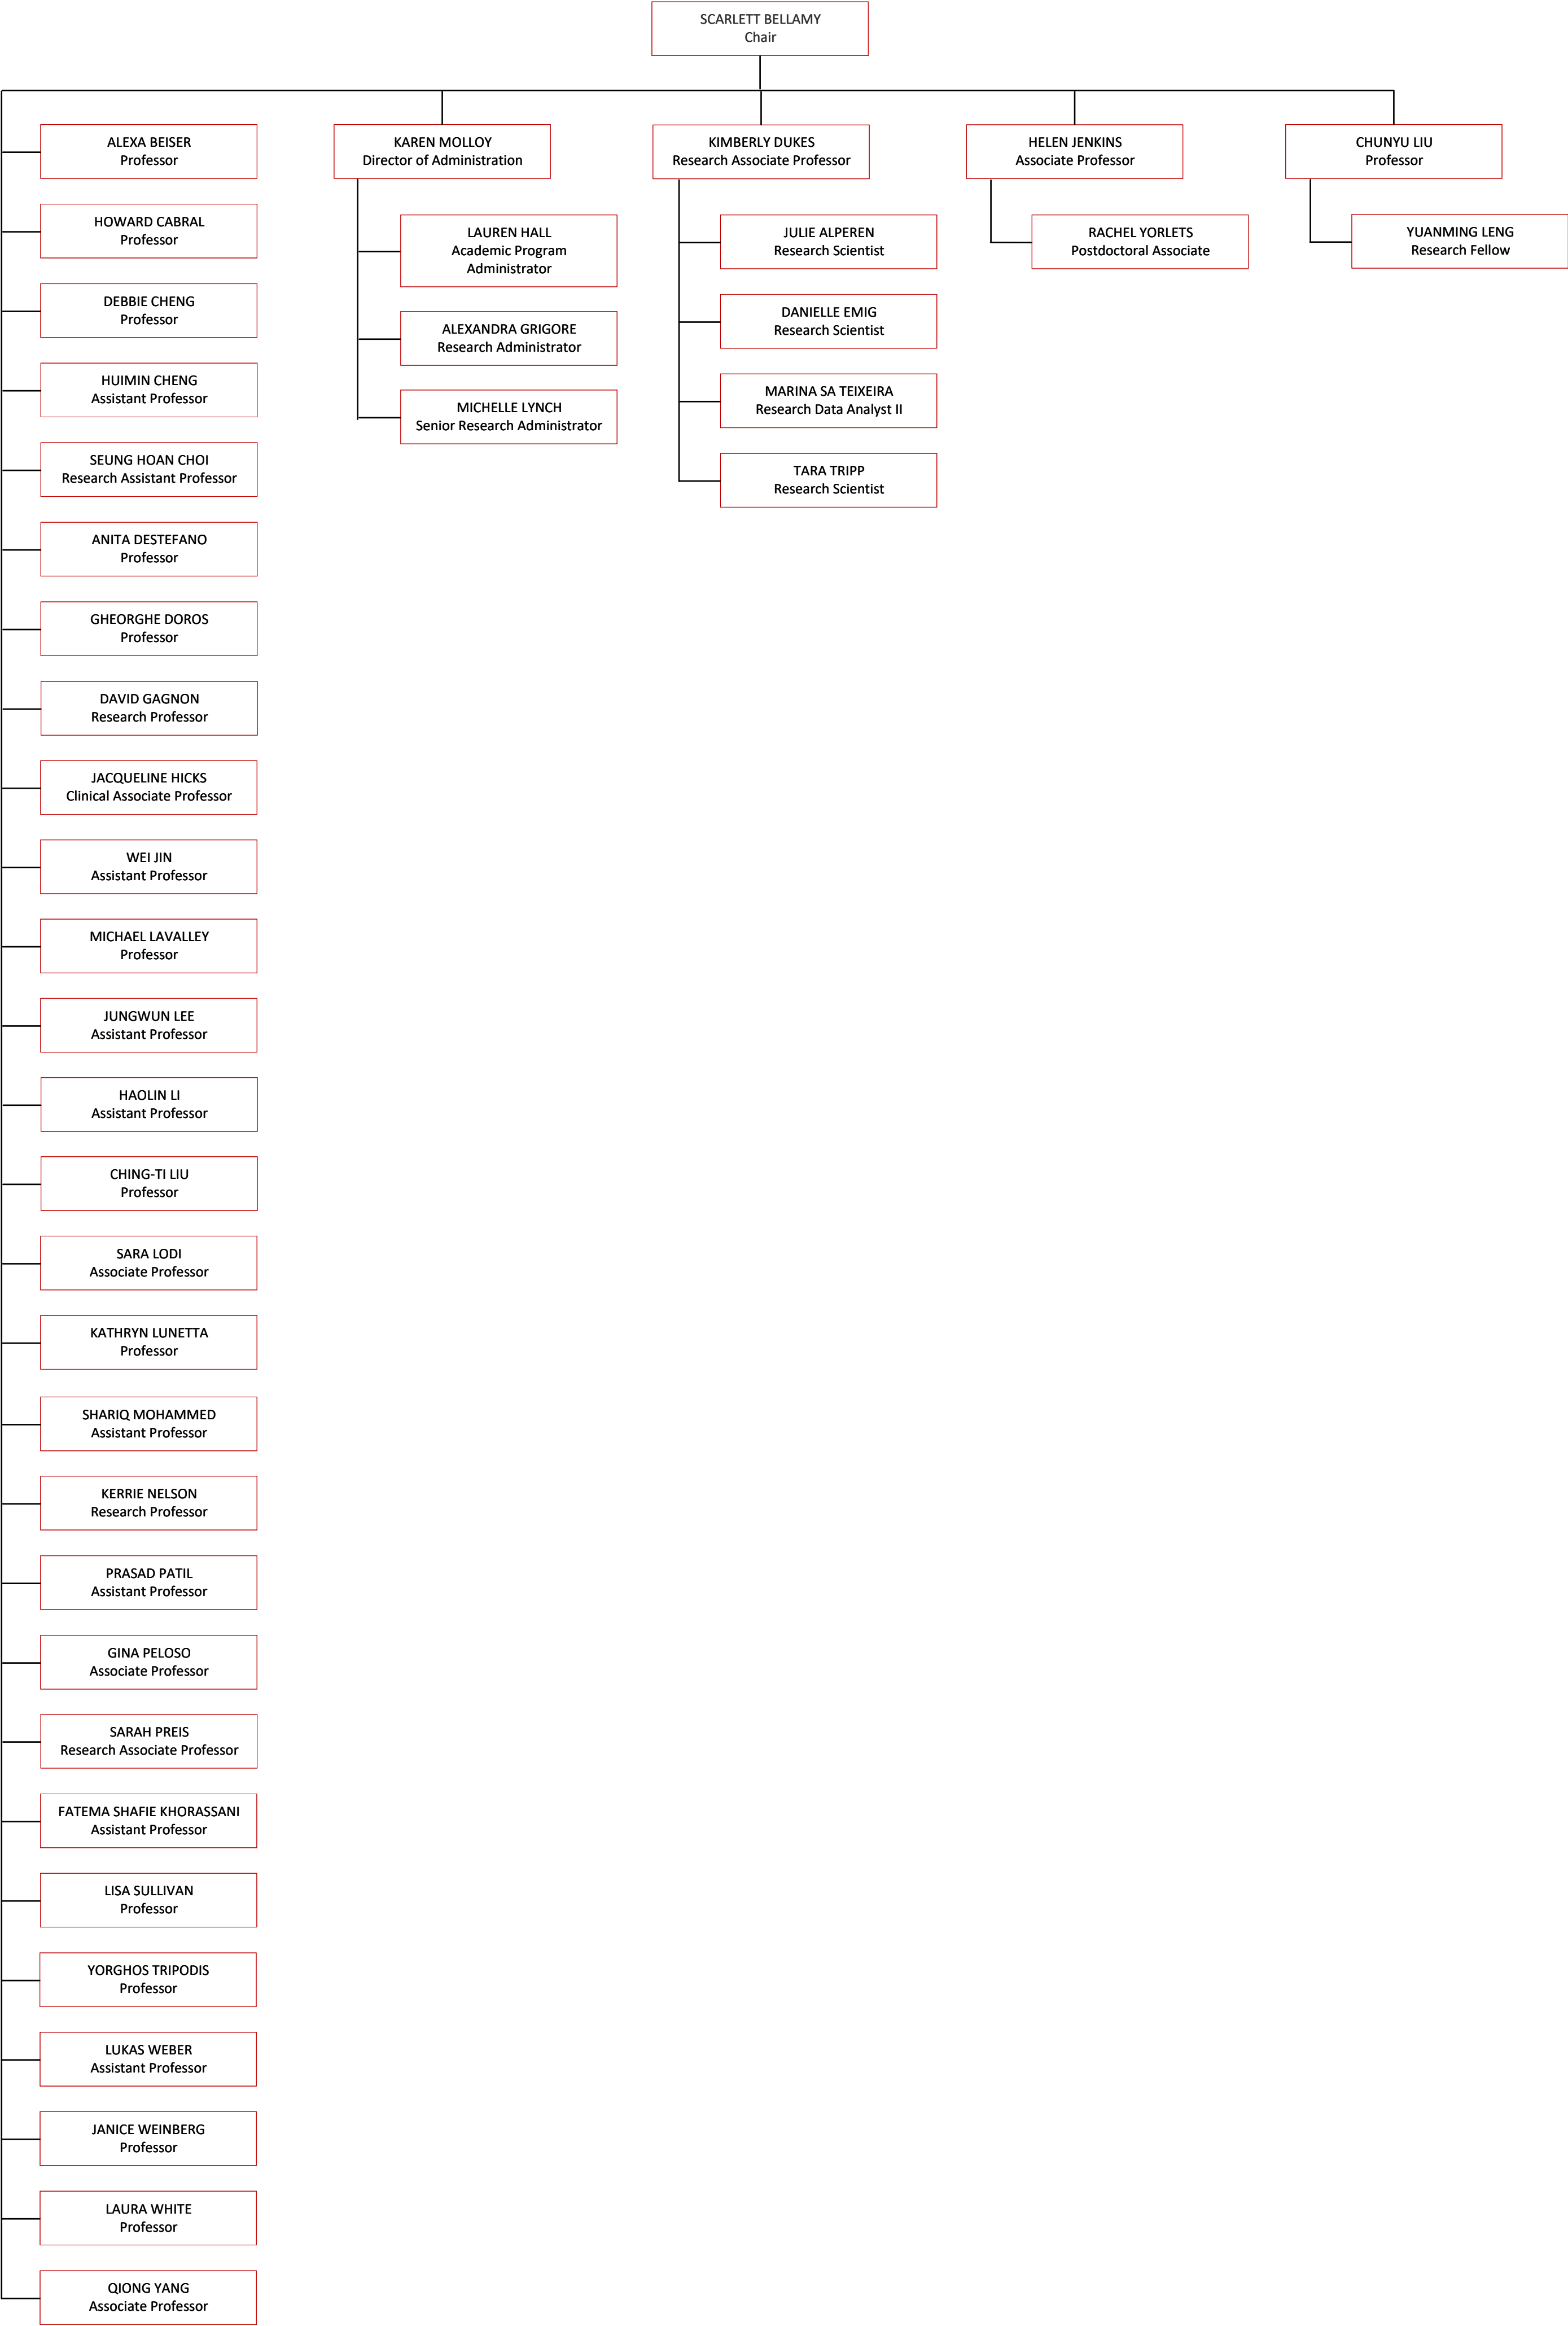 SCARLETT BELLAMY
Chair
ALEXA BEISER
Professor
HOWARD CABRAL
Professor
DEBBIE CHENG
Professor
HUIMIN CHENG
Assistant Professor
SEUNG HOAN CHOI
Research Assistant Professor
ANITA DESTEFANO
Professor
GHEORGHE DOROS
Professor
DAVID GAGNON
Research Professor
JACQUELINE HICKS
Clinical Associate Professor
WEI JIN
Assistant Professor
MICHAEL LAVALLEY
Professor
JUNGWUN LEE
Assistant Professor
HAOLIN LI
Assistant Professor
CHING-TI LIU
Professor
SARA LODI
Associate Professor
KATHRYN LUNETTA
Professor
SHARIQ MOHAMMED
Assistant Professor
KERRIE NELSON
Research Professor
PRASAD PATIL
Assistant Professor
GINA PELOSO
Associate Professor
SARAH PREIS
Research Associate Professor
FATEMA SHAFIE KHORASSANI
Assistant Professor
LISA SULLIVAN
Professor
YORGHOS TRIPODIS
Professor
LUKAS WEBER
Assistant Professor
JANICE WEINBERG
Professor
LAURA WHITE
Professor
QIONG YANG
Associate Professor
KAREN MOLLOY
Director of Administration
LAUREN HALL
Academic Program
Administrator
ALEXANDRA GRIGORE
Research Administrator
MICHELLE LYNCH
Senior Research Administrator
KIMBERLY DUKES
Research Associate Professor
JULIE ALPEREN
Research Scientist
DANIELLE EMIG
Research Scientist
MARINA SA TEIXEIRA
Research Data Analyst II
TARA TRIPP
Research Scientist
HELEN JENKINS
Associate Professor
RACHEL YORLETS
Postdoctoral Associate
CHUNYU LIU
Professor
YUANMING LENG
Research Fellow